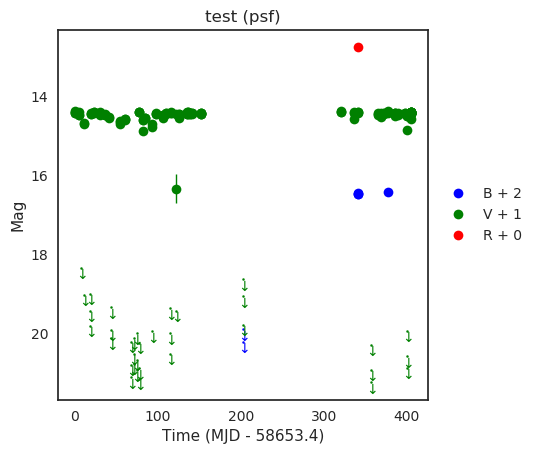 test (psf)
Mag
14
16
18
20
0
100
200
300
400
Time (MJD - 58653.4)
B + 2
V + 1
R + 0